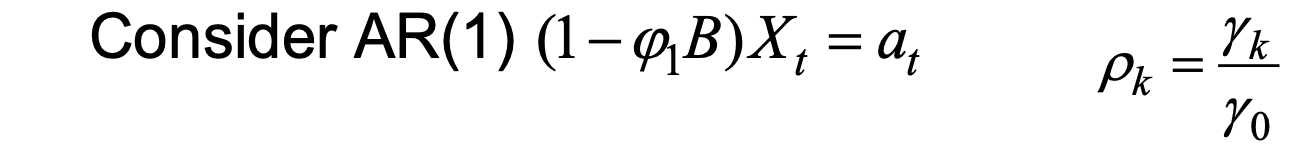 Consider AR(1) (1 − φ₁B)Xₜ = aₜ ρₖ = γₖ / γ₀